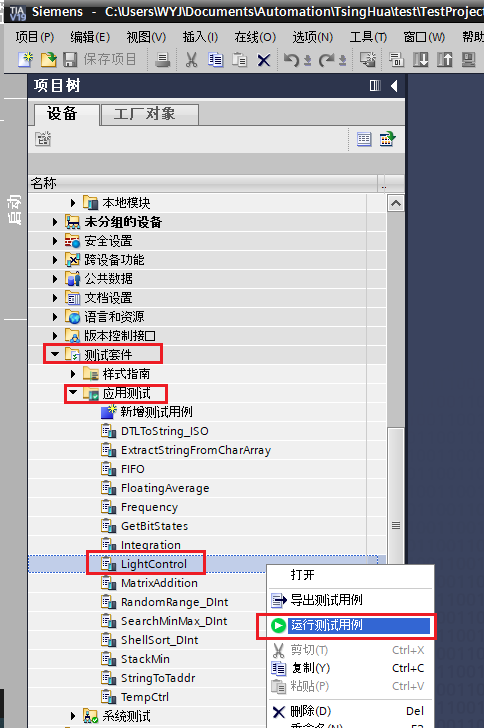 Siemens - C:\Users\WYJ\Documents\Automation\TsingHua\test\TestProject
项目(P) 编辑(E) 视图(V) 插入(I) 在线(O) 选项(N) 工具(T) 窗口(W) 帮助
保存项目
项目树
设备 工厂对象
名称
启动
本地模块
未分组的设备
安全设置
跨设备功能
公共数据
文档设置
语言和资源
版本控制接口
测试套件
样式指南
应用测试
新增测试用例
DTLToString_ISO
ExtractStringFromCharArray
FIFO
FloatingAverage
Frequency
GetBitStates
Integration
LightControl
打开
MatrixAddition
导出测试用例
RandomRange_DInt
SearchMinMax_DInt
运行测试用例
ShellSort_DInt
剪切(T) Ctrl+X
StackMin
复制(Y) Ctrl+C
StringToTaddr
粘贴(P) Ctrl+V
TempCtrl
删除(D) Del
系统测试